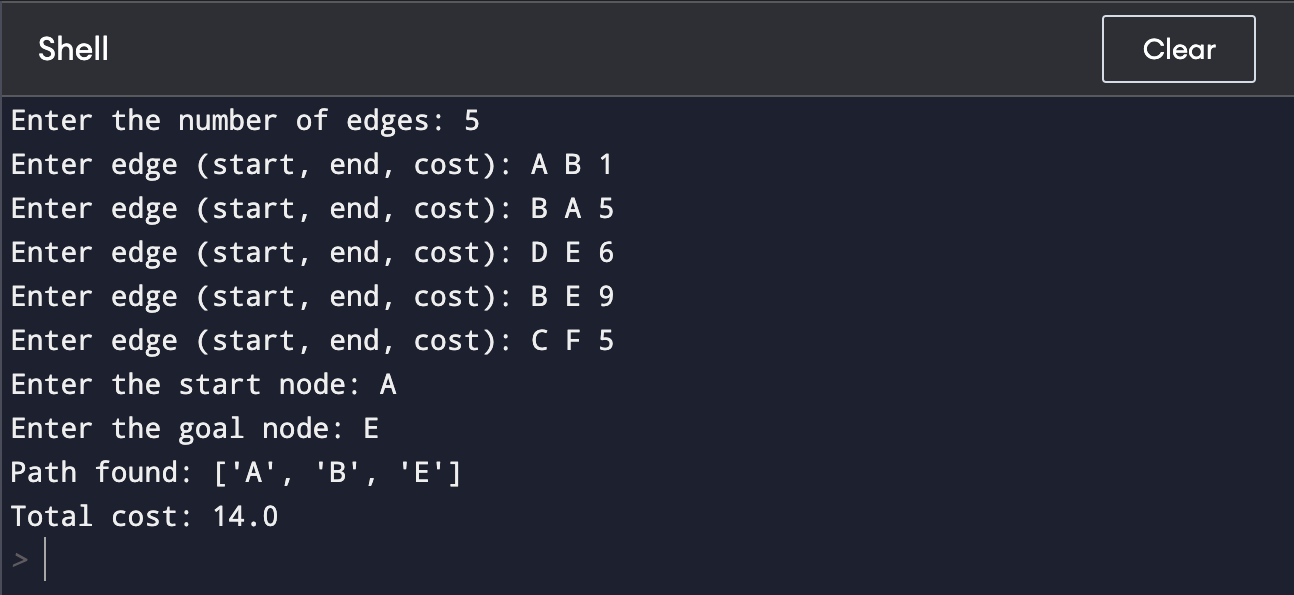 Shell
Clear
Enter the number of edges: 5
Enter edge (start, end, cost): A B 1
Enter edge (start, end, cost): B A 5
Enter edge (start, end, cost): D E 6
Enter edge (start, end, cost): B E 9
Enter edge (start, end, cost): C F 5
Enter the start node: A
Enter the goal node: E
Path found: ['A', 'B', 'E']
Total cost: 14.0
>